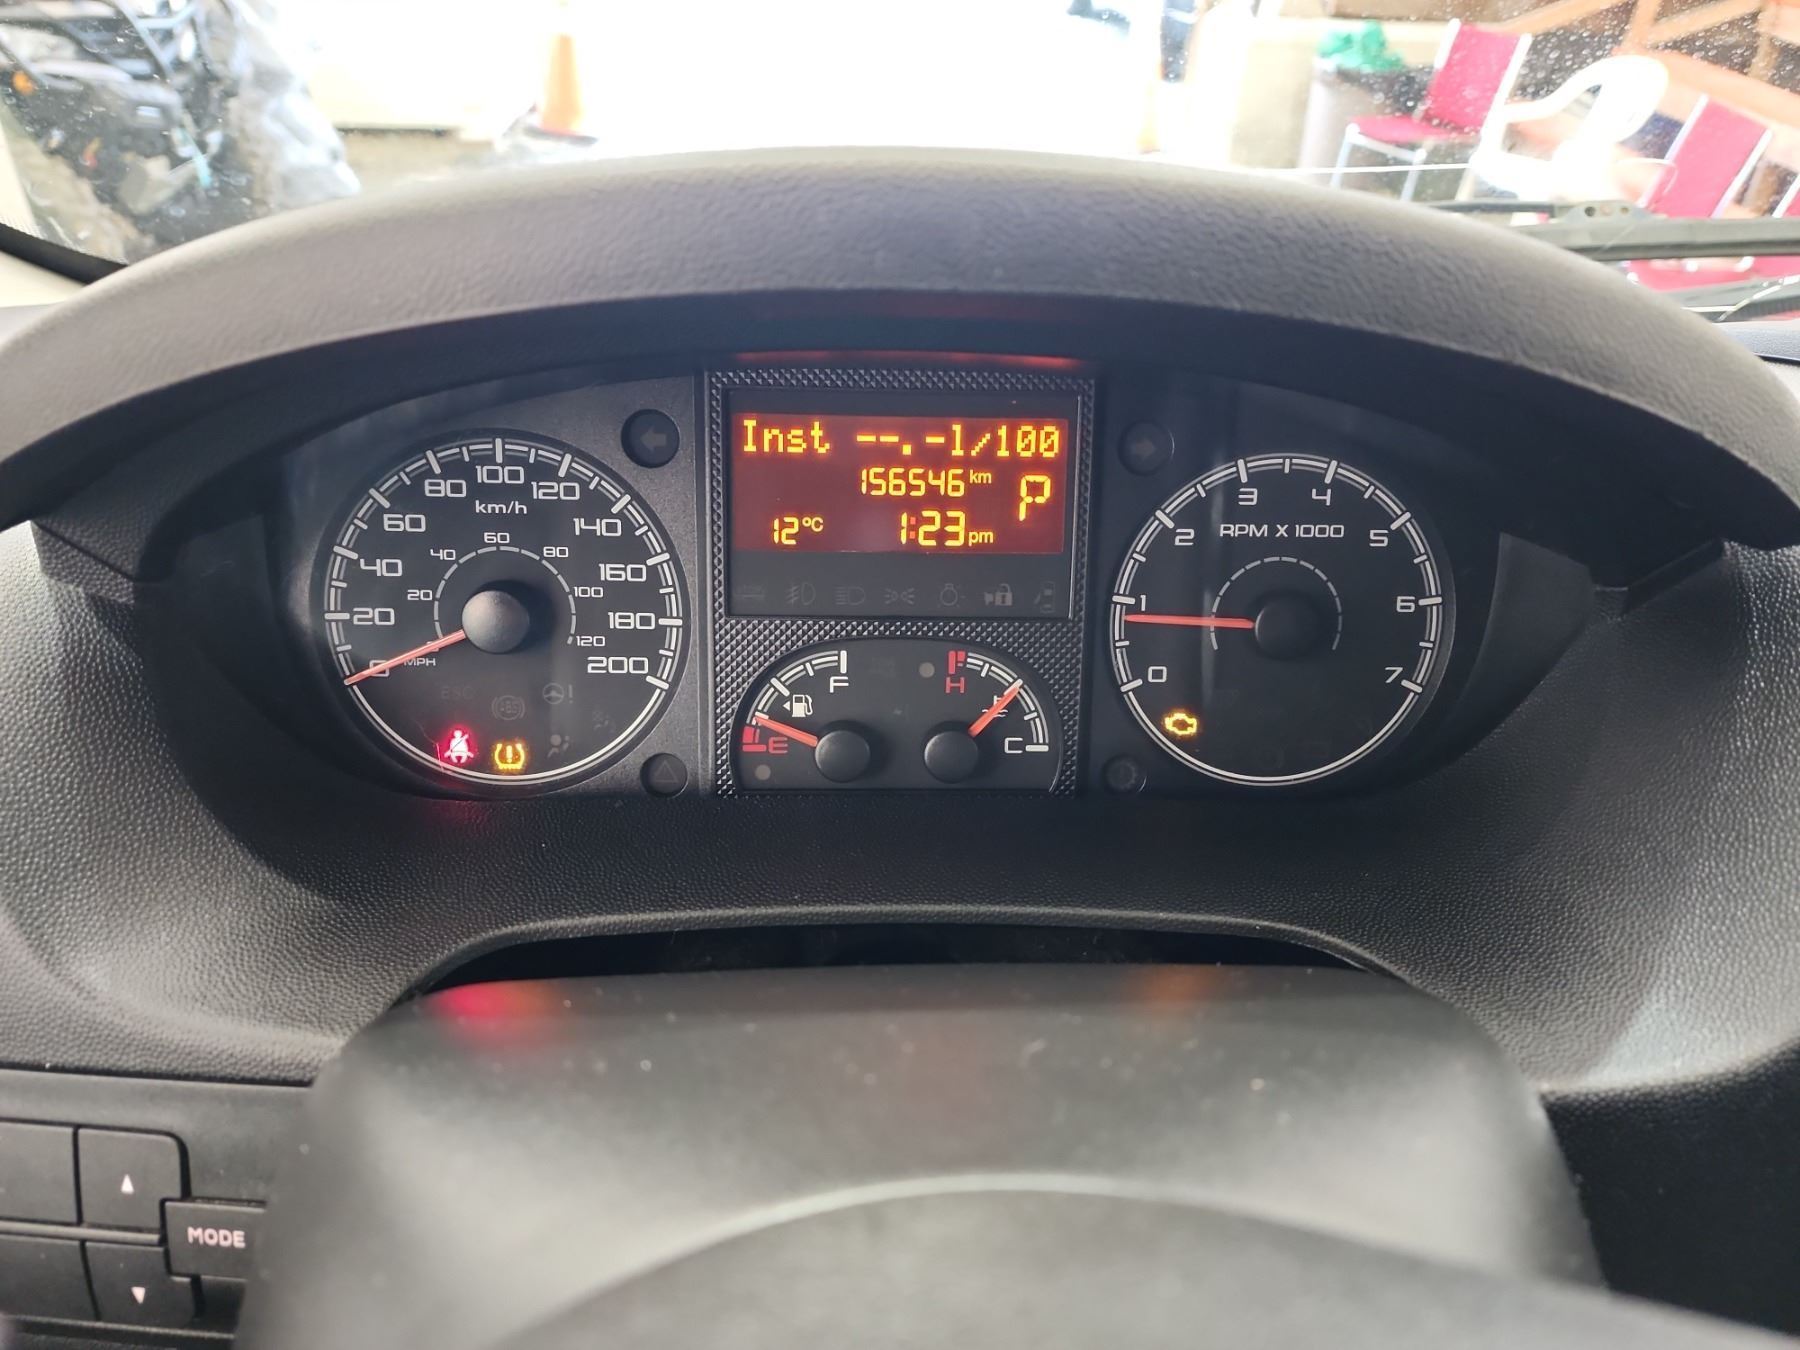 Inst --.-l/100
156546 km P
12°C 1:23 pm
0 20 40 60 80 100 120 140 160 180 200
km/h
20 40 60 80 100 120
MPH
ESC
ABS
0 1 2 3 4 5 6 7
RPM X 1000
F
E
H
C
MODE